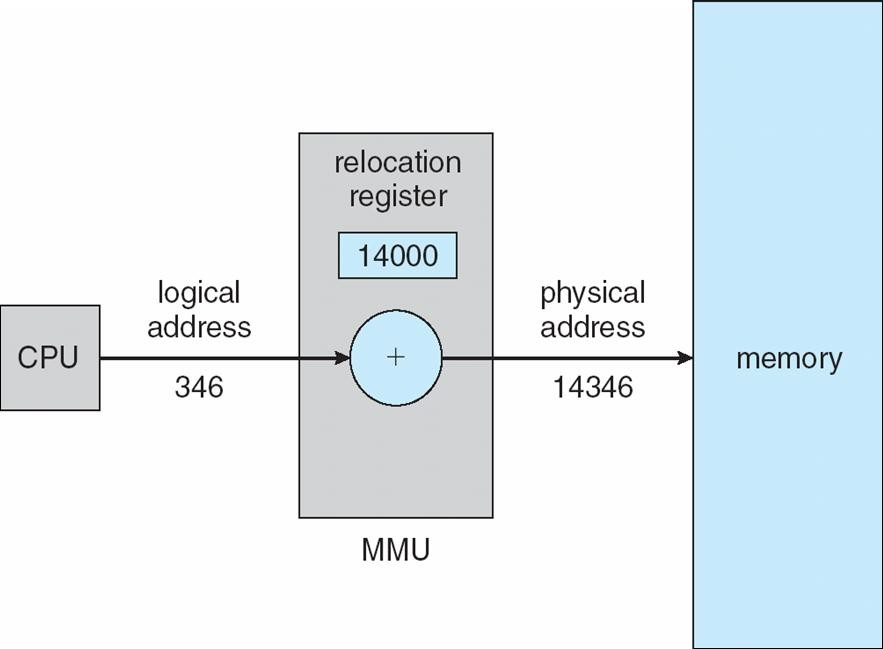 CPU
logical
address
346
relocation
register
14000
+
MMU
physical
address
14346
memory